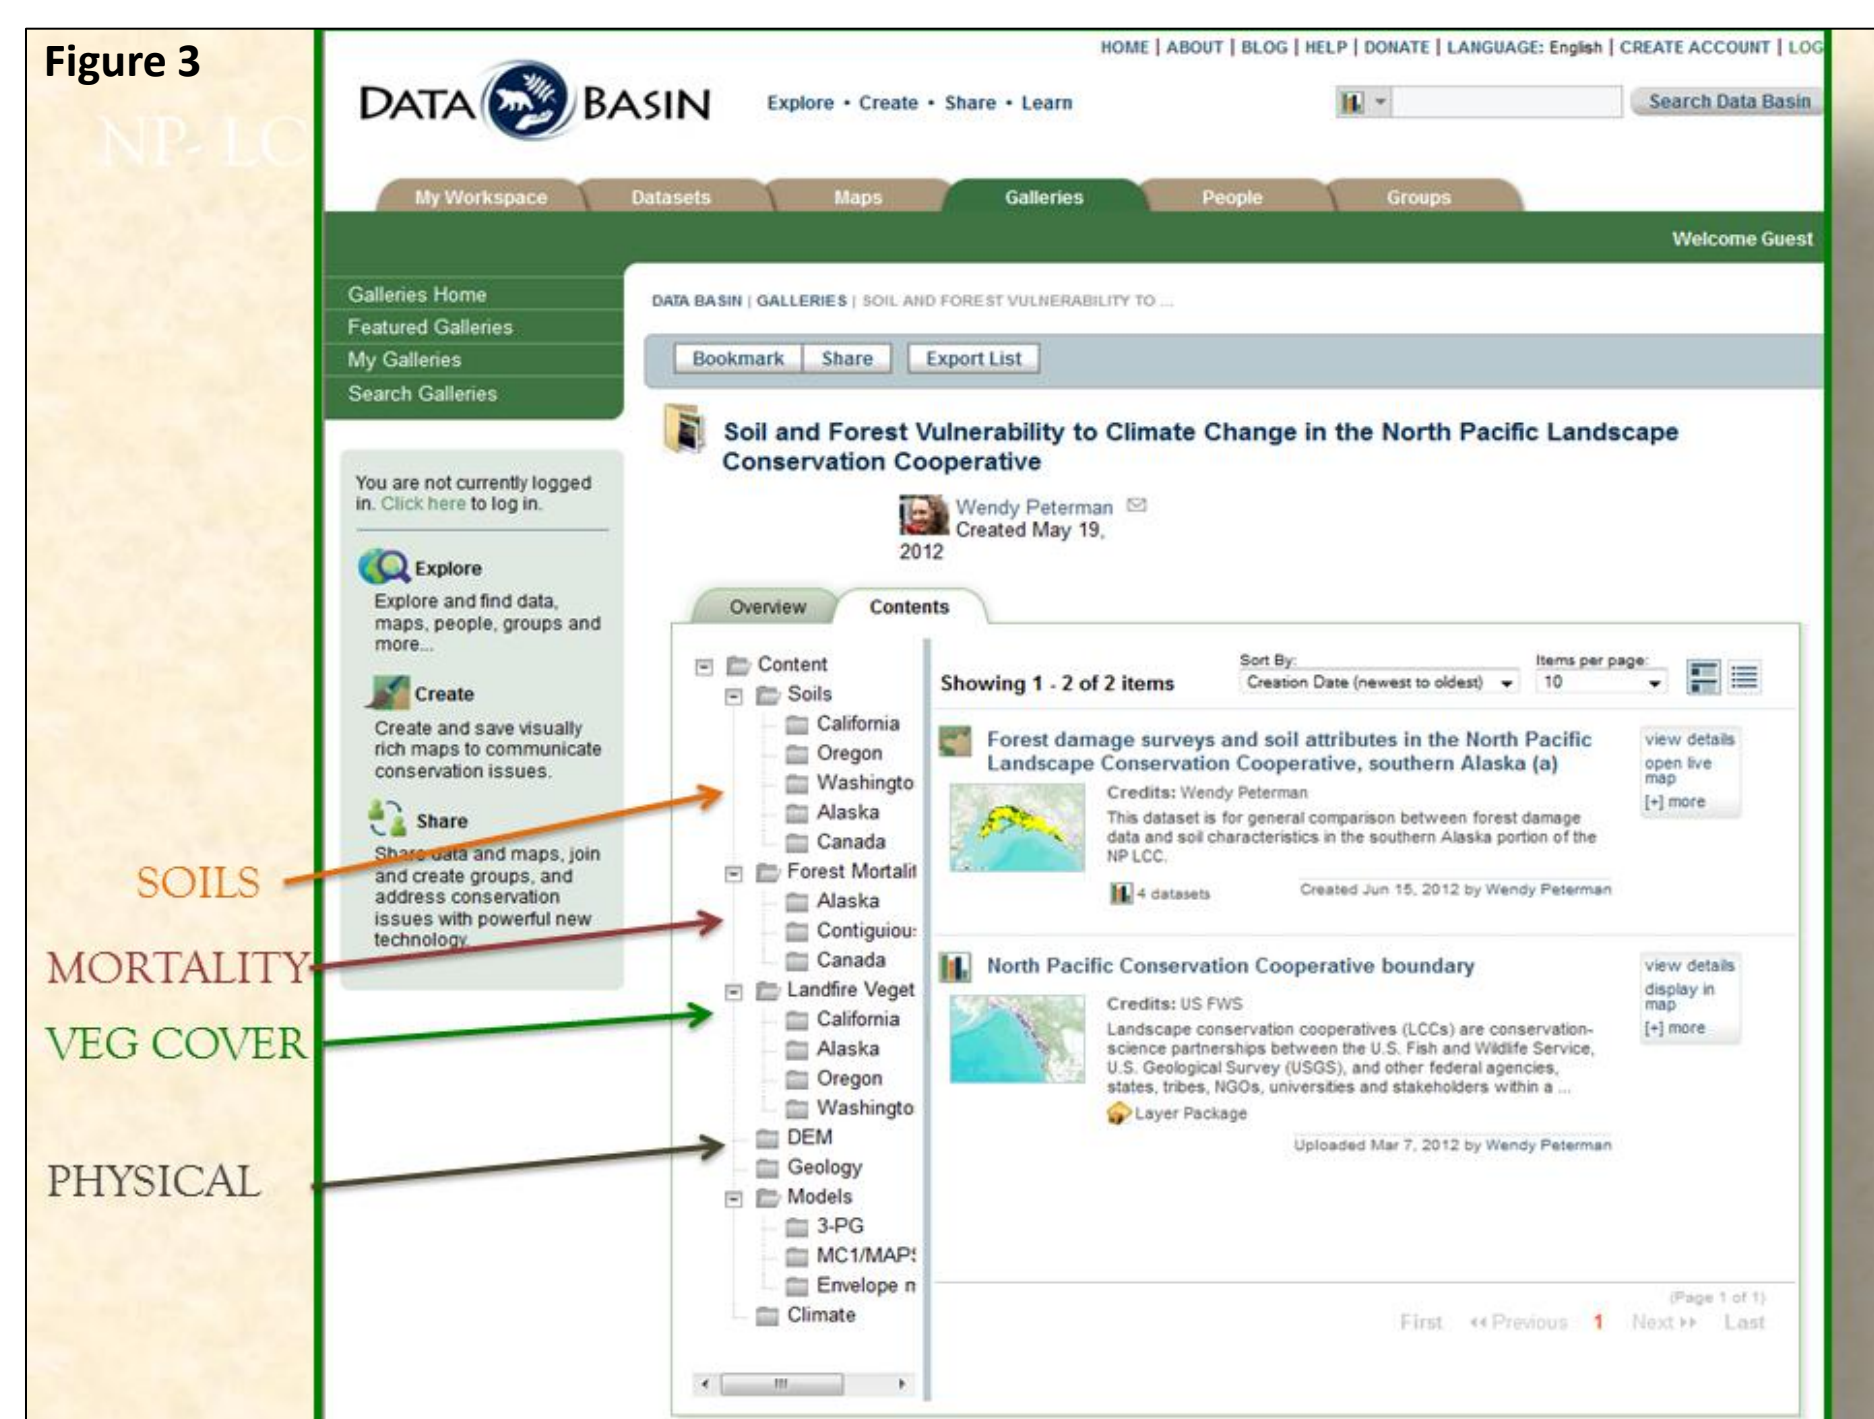 Figure 3
NP- LC
HOME | ABOUT | BLOG | HELP | DONATE | LANGUAGE: English | CREATE ACCOUNT | LOG
DATA BASIN
Explore • Create • Share • Learn
Search Data Basin
My Workspace
Datasets
Maps
Galleries
People
Groups
Welcome Guest
Galleries Home
Featured Galleries
My Galleries
Search Galleries
DATA BASIN | GALLERIES | SOIL AND FOREST VULNERABILITY TO ...
Bookmark
Share
Export List
Soil and Forest Vulnerability to Climate Change in the North Pacific Landscape
Conservation Cooperative
Wendy Peterman
Created May 19,
2012
You are not currently logged
in. Click here to log in.
Explore
Explore and find data,
maps, people, groups and
more...
Create
Create and save visually
rich maps to communicate
conservation issues.
Share
Share data and maps, join
and create groups, and
address conservation
issues with powerful new
technology.
SOILS
MORTALITY
VEG COVER
PHYSICAL
Overview
Contents
Content
Soils
California
Oregon
Washingto
Alaska
Canada
Forest Mortalit
Alaska
Contiguiou
Canada
Landfire Veget
California
Alaska
Oregon
Washingto
DEM
Geology
Models
3-PG
MC1/MAP
Envelope
Climate
Showing 1 - 2 of 2 items
Sort By:
Creation Date (newest to oldest)
Items per page:
10
Forest damage surveys and soil attributes in the North Pacific
Landscape Conservation Cooperative, southern Alaska (a)
Credits: Wendy Peterman
This dataset is for general comparison between forest damage
data and soil characteristics in the southern Alaska portion of the
NP LCC.
4 datasets
Created Jun 15, 2012 by Wendy Peterman
view details
open live
map
[+] more
North Pacific Conservation Cooperative boundary
Credits: US FWS
Landscape conservation cooperatives (LCCs) are conservation-
science partnerships between the U.S. Fish and Wildlife Service,
U.S. Geological Survey (USGS), and other federal agencies,
states, tribes, NGOs, universities and stakeholders within a ...
Layer Package
Uploaded Mar 7, 2012 by Wendy Peterman
view details
display in
map
[+] more
(Page 1 of 1)
First
Previous
1
Next
Last